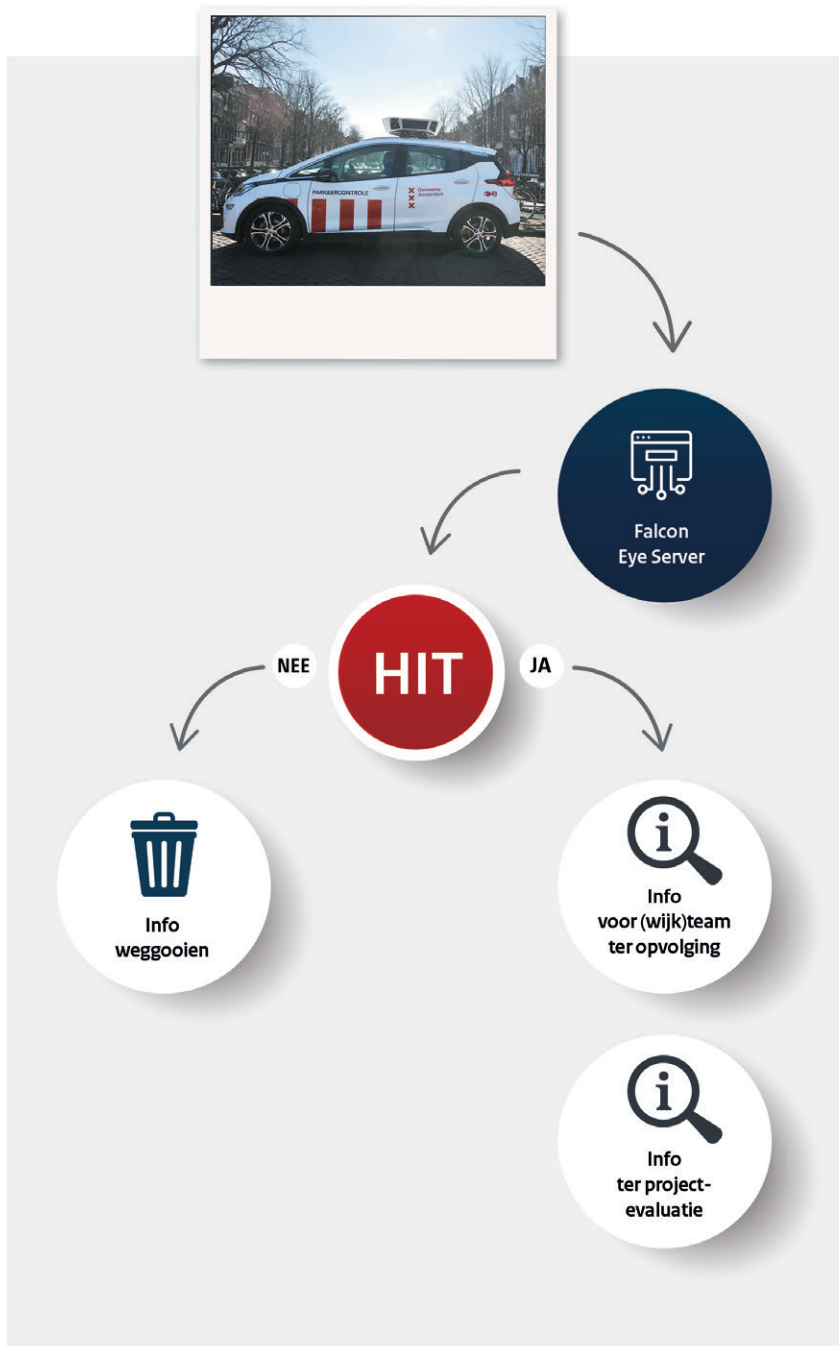 PARKEERCONTROLE
Gemeente
Amsterdam
Falcon
Eye Server
NEE
HIT
JA
Info
weggooien
Info
voor (wijk)team
ter opvolging
Info
ter project-
evaluatie